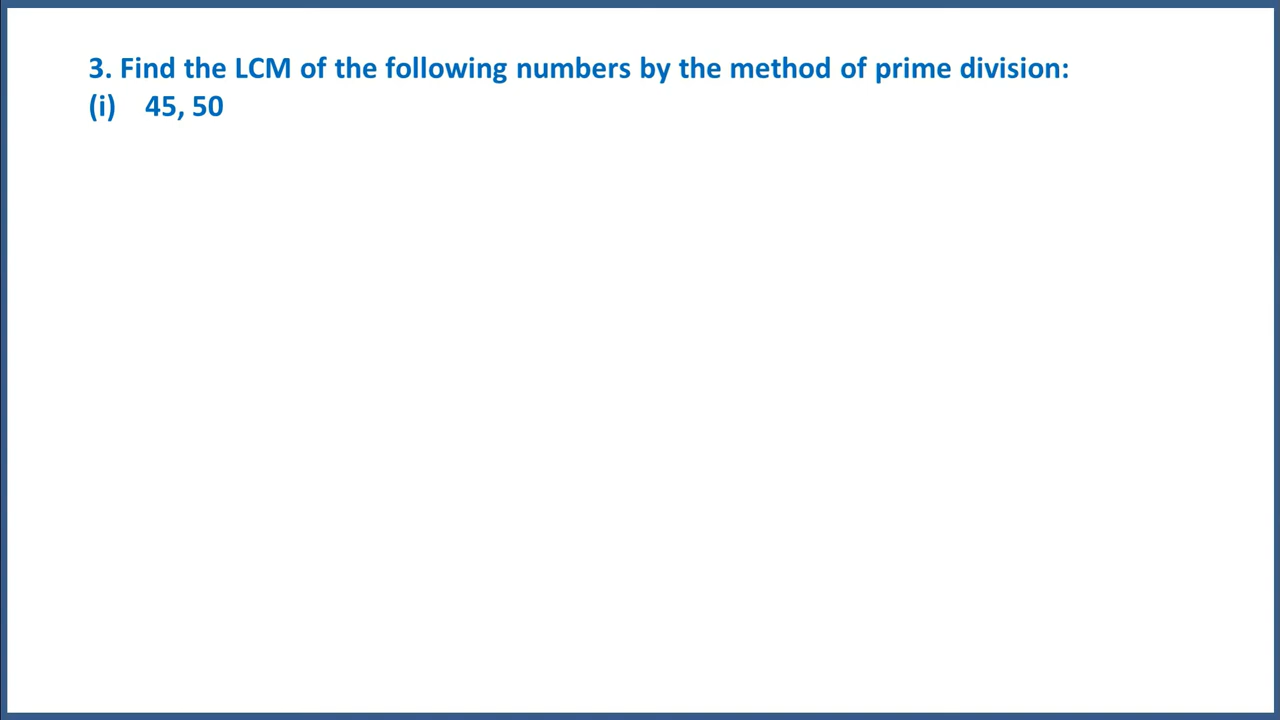 3. Find the LCM of the following numbers by the method of prime division:
(i) 45, 50